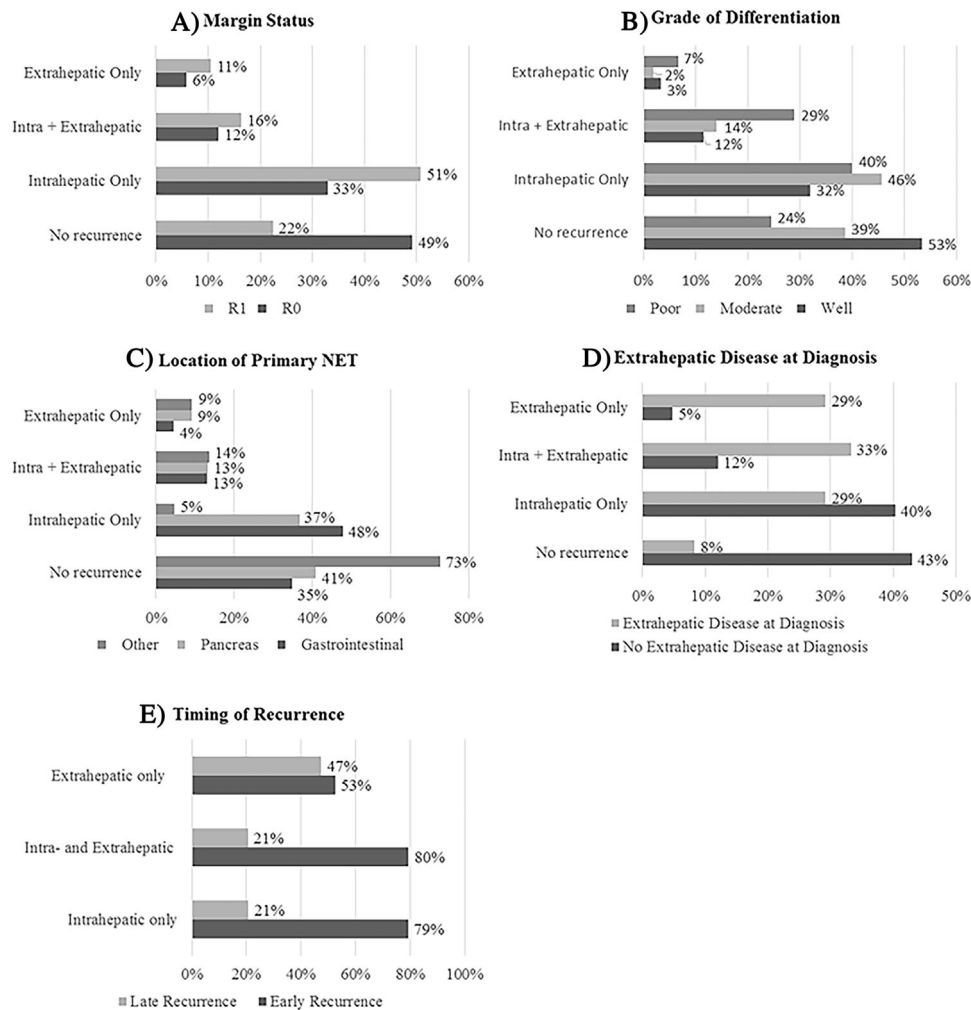 A) Margin Status
Extrahepatic Only
11%
6%
Intra + Extrahepatic
16%
12%
Intrahepatic Only
51%
33%
No recurrence
22%
49%
0% 10% 20% 30% 40% 50% 60%
R1 R0
B) Grade of Differentiation
Extrahepatic Only
7%
2%
3%
Intra + Extrahepatic
29%
14%
12%
Intrahepatic Only
40%
46%
32%
No recurrence
24%
39%
53%
0% 10% 20% 30% 40% 50% 60%
Poor Moderate Well
C) Location of Primary NET
Extrahepatic Only
9%
9%
4%
Intra + Extrahepatic
14%
13%
13%
Intrahepatic Only
5%
37%
48%
No recurrence
73%
41%
35%
0% 20% 40% 60% 80%
Other Pancreas Gastrointestinal
D) Extrahepatic Disease at Diagnosis
Extrahepatic Only
29%
5%
Intra + Extrahepatic
33%
12%
Intrahepatic Only
29%
40%
No recurrence
8%
43%
0% 10% 20% 30% 40% 50%
Extrahepatic Disease at Diagnosis
No Extrahepatic Disease at Diagnosis
E) Timing of Recurrence
Extrahepatic only
47%
53%
Intra- and Extrahepatic
21%
80%
Intrahepatic only
21%
79%
0% 20% 40% 60% 80% 100%
Late Recurrence Early Recurrence